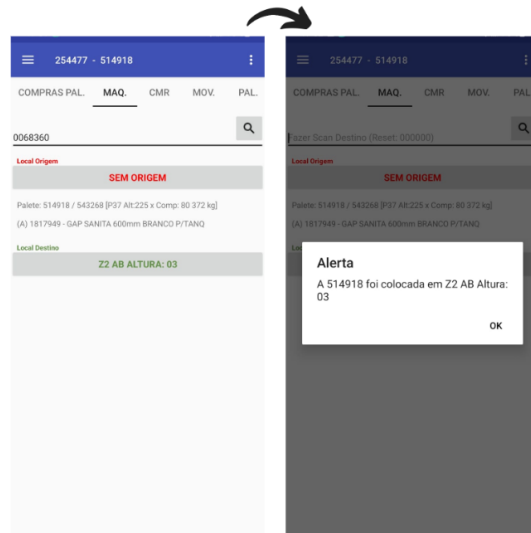 254477 - 514918
COMPRAS PAL. MAQ. CMR MOV. PAL.
0068360
Local Origem
SEM ORIGEM
Palete: 514918 / 543268 [P37 Alt:225 x Comp: 80 372 kg]
(A) 1817949 - GAP SANITA 600mm BRANCO P/TANQ
Local Destino
Z2 AB ALTURA: 03
254477 - 514918
COMPRAS PAL. MAQ. CMR MOV. PAL.
Fazer Scan Destino (Reset: 000000)
Local Origem
SEM ORIGEM
Palete: 514918 / 543268 [P37 Alt:225 x Comp: 80 372 kg]
(A) 1817949 - GAP SANITA 600mm BRANCO P/TANQ
Alerta
A 514918 foi colocada em Z2 AB Altura:
03
OK